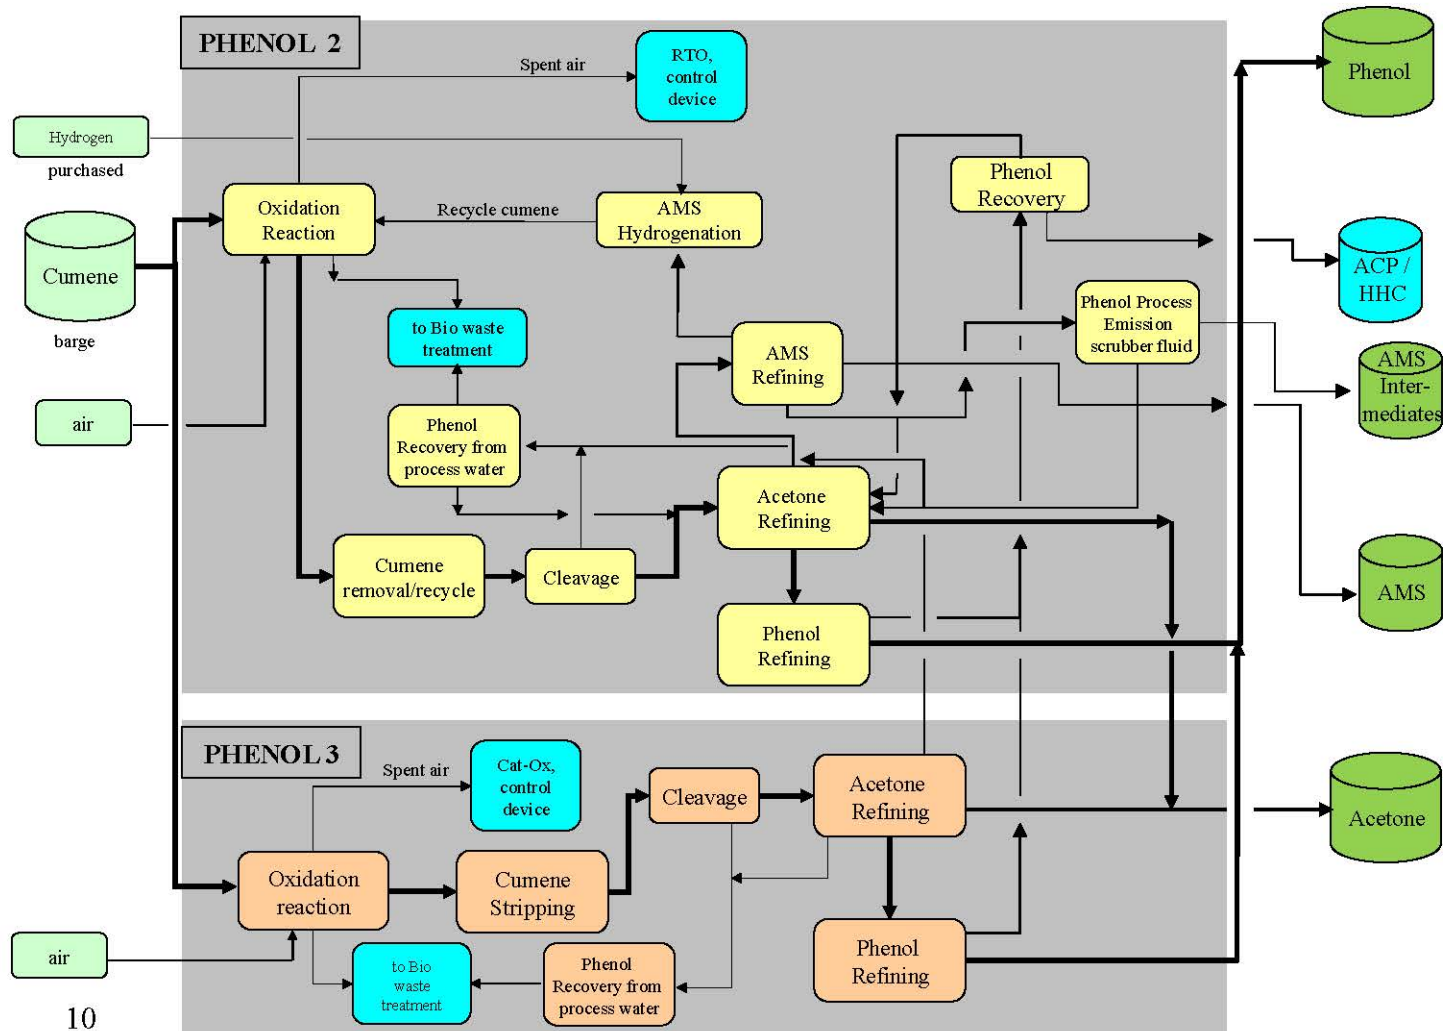 PHENOL 2
Spent air
RTO,
control
device
Phenol
Hydrogen
purchased
Oxidation
Reaction
Recycle cumene
AMS
Hydrogenation
Phenol
Recovery
Cumene
barge
ACP /
HHC
to Bio waste
treatment
Phenol Process
Emission
scrubber fluid
AMS
Refining
AMS
Inter-
mediates
air
Phenol
Recovery from
process water
Acetone
Refining
Cumene
removal/recycle
Cleavage
AMS
Phenol
Refining
PHENOL 3
Spent air
Cat-Ox,
control
device
Cleavage
Acetone
Refining
Acetone
Oxidation
reaction
Cumene
Stripping
air
to Bio
waste
treatment
Phenol
Recovery from
process water
Phenol
Refining
10